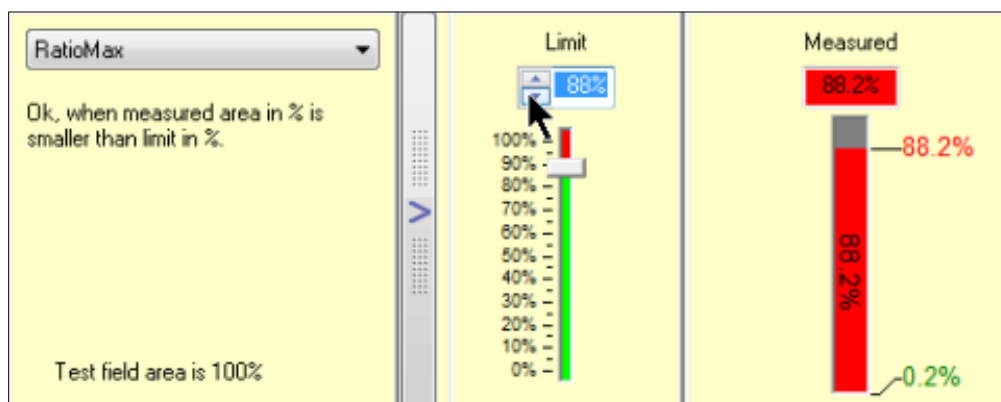 RatioMax
Ok, when measured area in % is
smaller than limit in %.
Test field area is 100%
>
Limit
88%
100%
90%
80%
70%
60%
50%
40%
30%
20%
10%
0%
Measured
88.2%
88.2%
88.2%
0.2%